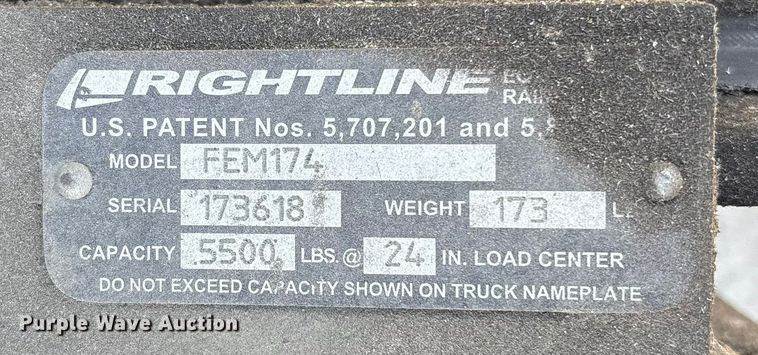 RIGHTLINE
U.S. PATENT Nos. 5,707,201 and
MODEL FEM174
SERIAL 173618 WEIGHT 173
CAPACITY 5500 LBS.@ 24 IN. LOAD CENTER
DO NOT EXCEED CAPACITY SHOWN ON TRUCK NAMEPLATE
Purple Wave Auction